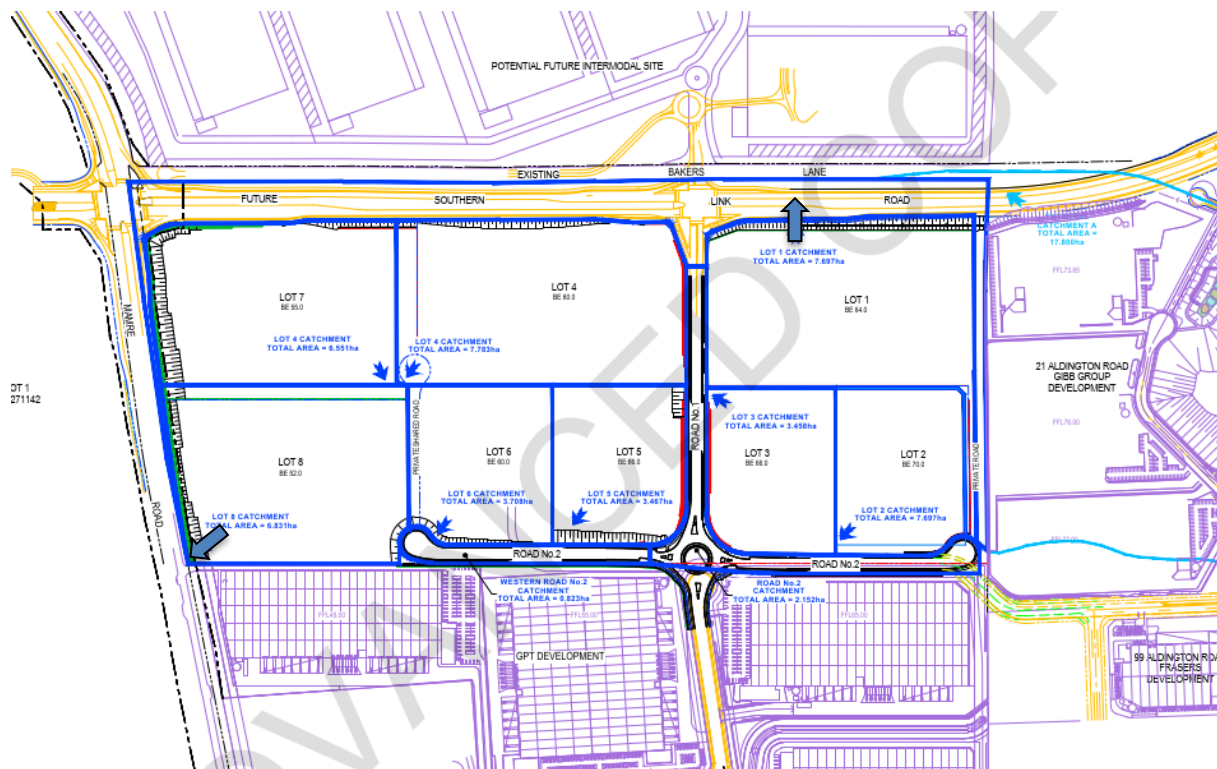 POTENTIAL FUTURE INTERMODAL SITE
EXISTING BAKERS LANE
FUTURE SOUTHERN LINK ROAD
CATCHMENT A
TOTAL AREA =
17.800ha
LOT 1 CATCHMENT
TOTAL AREA = 7.697ha
FFL73.65
LOT 7
BE 55.0
LOT 4
BE 60.0
LOT 1
BE 64.0
MAMRE
ROAD
LOT 4 CATCHMENT
TOTAL AREA = 6.551ha
LOT 4 CATCHMENT
TOTAL AREA = 7.783ha
OT 1
271142
21 ALDINGTON ROAD
GIBB GROUP
DEVELOPMENT
FFL76.00
PRIVATE SHARED ROAD
ROAD No.1
LOT 3 CATCHMENT
TOTAL AREA = 3.458ha
LOT 8
BE 52.0
LOT 6
BE 60.0
LOT 5
BE 66.0
LOT 3
BE 68.0
LOT 2
BE 70.0
PRIVATE ROAD
LOT 8 CATCHMENT
TOTAL AREA = 6.831ha
LOT 6 CATCHMENT
TOTAL AREA = 3.708ha
LOT 5 CATCHMENT
TOTAL AREA = 3.467ha
LOT 2 CATCHMENT
TOTAL AREA = 7.697ha
ROAD No.2
ROAD No.2
WESTERN ROAD No.2
CATCHMENT
TOTAL AREA = 0.823ha
ROAD No.2
CATCHMENT
TOTAL AREA = 2.152ha
GPT DEVELOPMENT
99 ALDINGTON ROA
FRASERS
DEVELOPMENT
OVANCED COP